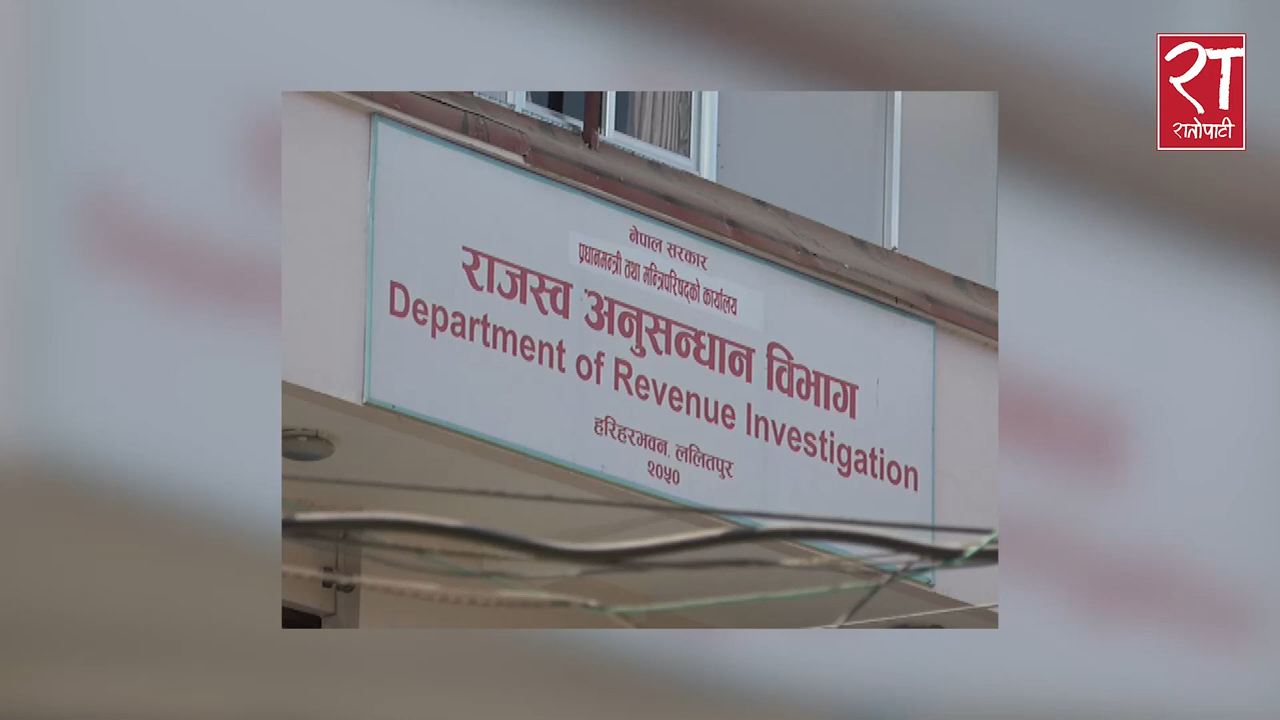 नेपाल सरकार
प्रधानमन्त्री तथा मन्त्रिपरिषद्को कार्यालय
राजस्व अनुसन्धान विभाग
Department of Revenue Investigation
हरिहरभवन, ललितपुर
२०५०
रा
रातोपाटी